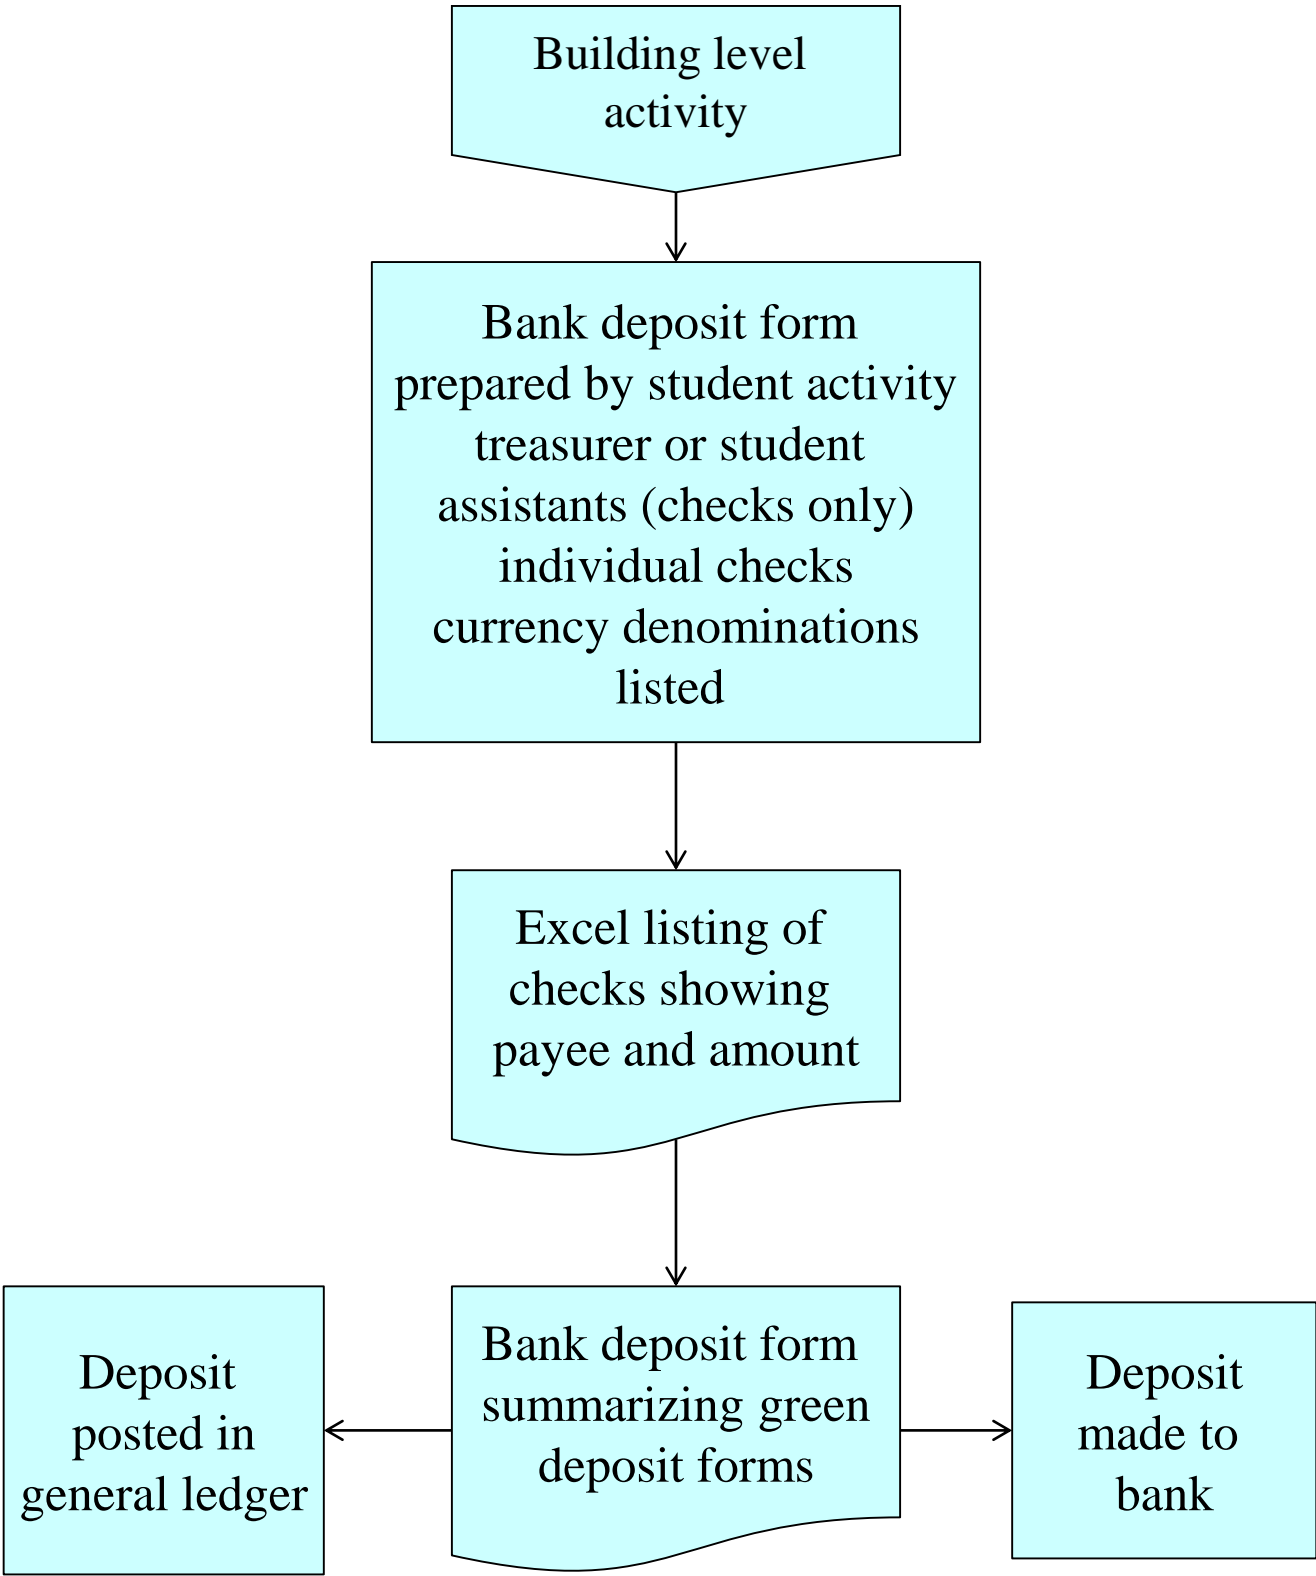 Building level
activity
Bank deposit form
prepared by student activity
treasurer or student
assistants (checks only)
individual checks
currency denominations
listed
Excel listing of
checks showing
payee and amount
Deposit
posted in
general ledger
Bank deposit form
summarizing green
deposit forms
Deposit
made to
bank